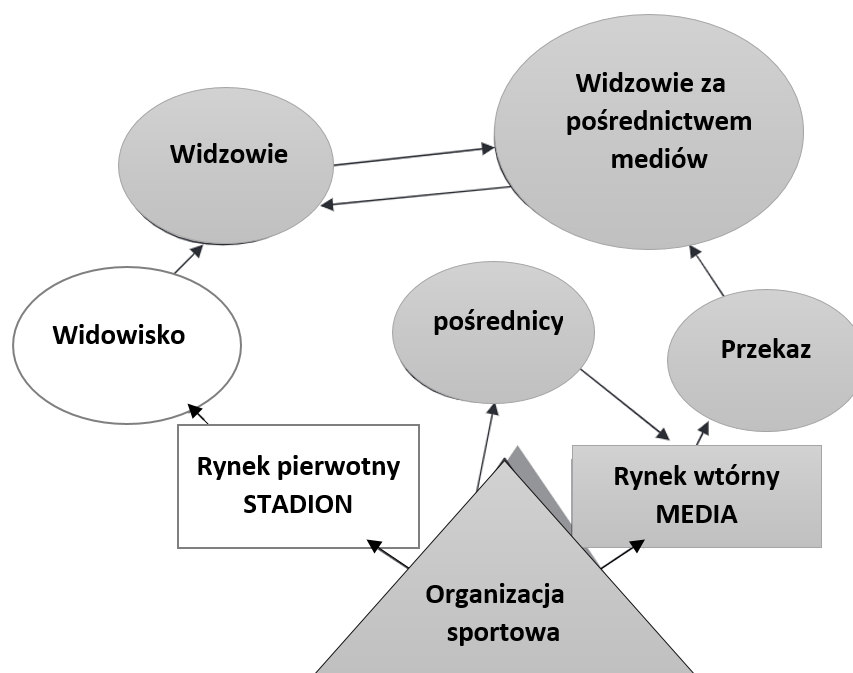 Widzowie za
pośrednictwem
mediów
Widzowie
pośrednicy
Widowisko
Przekaz
Rynek pierwotny
STADION
Rynek wtórny
MEDIA
Organizacja
sportowa